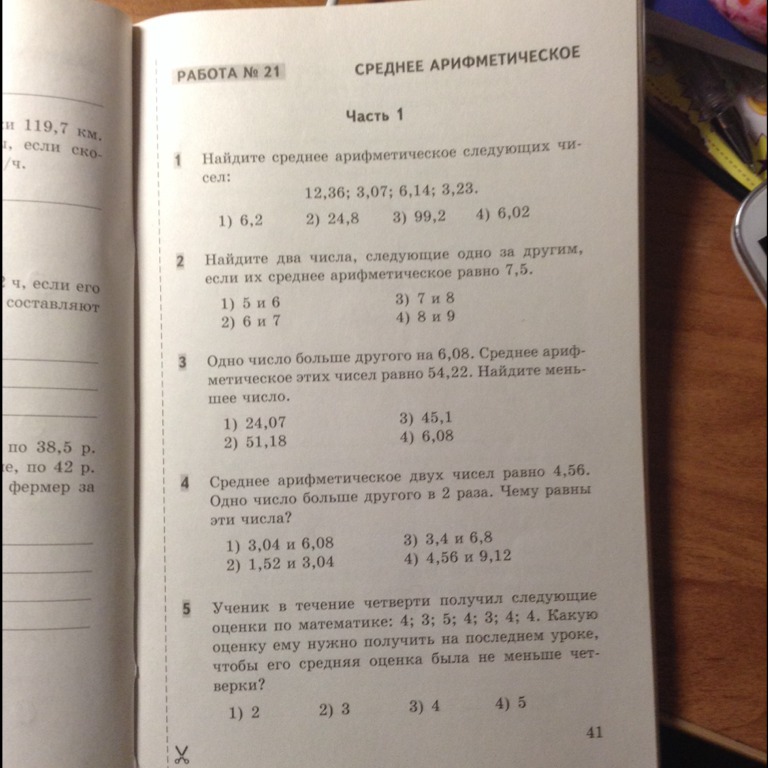 и 119,7 км.
, если ско-
/ч.
2 ч, если его
составляют
по 38,5 р.
, по 42 р.
фермер за
РАБОТА № 21
СРЕДНЕЕ АРИФМЕТИЧЕСКОЕ
Часть 1
1 Найдите среднее арифметическое следующих чи-
сел:
12,36; 3,07; 6,14; 3,23.
1) 6,2 2) 24,8 3) 99,2 4) 6,02
2 Найдите два числа, следующие одно за другим,
если их среднее арифметическое равно 7,5.
1) 5 и 6 3) 7 и 8
2) 6 и 7 4) 8 и 9
3 Одно число больше другого на 6,08. Среднее ариф-
метическое этих чисел равно 54,22. Найдите мень-
шее число.
1) 24,07 3) 45,1
2) 51,18 4) 6,08
4 Среднее арифметическое двух чисел равно 4,56.
Одно число больше другого в 2 раза. Чему равны
эти числа?
1) 3,04 и 6,08 3) 3,4 и 6,8
2) 1,52 и 3,04 4) 4,56 и 9,12
5 Ученик в течение четверти получил следующие
оценки по математике: 4; 3; 5; 4; 3; 4; 4. Какую
оценку ему нужно получить на последнем уроке,
чтобы его средняя оценка была не меньше чет-
верки?
1) 2 2) 3 3) 4 4) 5
41